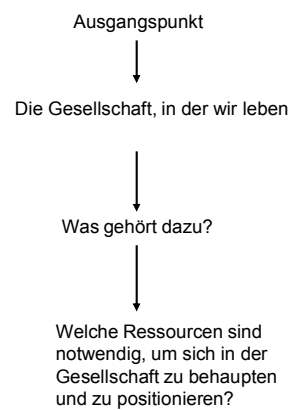 Ausgangspunkt
Die Gesellschaft, in der wir leben
Was gehört dazu?
Welche Ressourcen sind
notwendig, um sich in der
Gesellschaft zu behaupten
und zu positionieren?